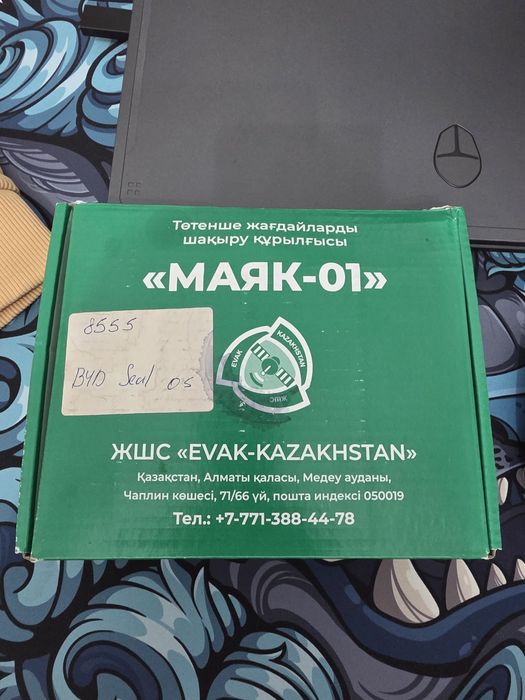 Төтенше жағдайларды
шақыру құрылғысы
«МАЯК-01»
8555
BYD Seal 05
EVAK
KAZAKHSTAN
ЖШС
ЖШС «EVAK-KAZAKHSTAN»
Қазақстан, Алматы қаласы, Медеу ауданы,
Чаплин көшесі, 71/66 үй, пошта индексі 050019
Тел.: +7-771-388-44-78